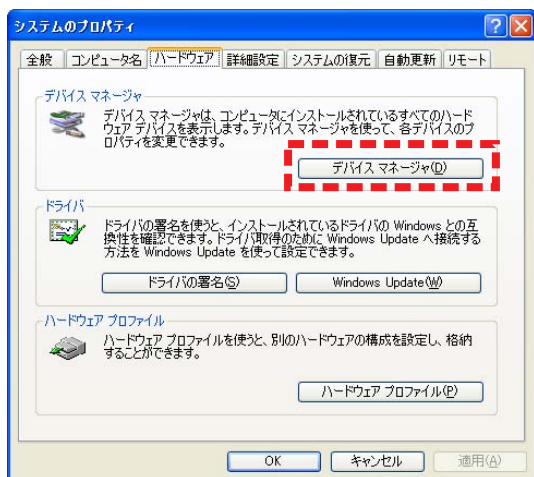 システムのプロパティ
全般 コンピュータ名 ハードウェア 詳細設定 システムの復元 自動更新 リモート
デバイス マネージャ
デバイス マネージャは、コンピュータにインストールされているすべてのハード
ウェア デバイスを表示します。デバイス マネージャを使って、各デバイスのプ
ロパティを変更できます。
デバイス マネージャ(D)
ドライバ
ドライバの署名を使うと、インストールされているドライバの Windows との互
換性を確認できます。ドライバ取得のために Windows Update へ接続する
方法を Windows Update を使って設定できます。
ドライバの署名(S) Windows Update(W)
ハードウェア プロファイル
ハードウェア プロファイルを使うと、別のハードウェアの構成を設定し、格納
することができます。
ハードウェア プロファイル(P)
OK キャンセル 適用(A)